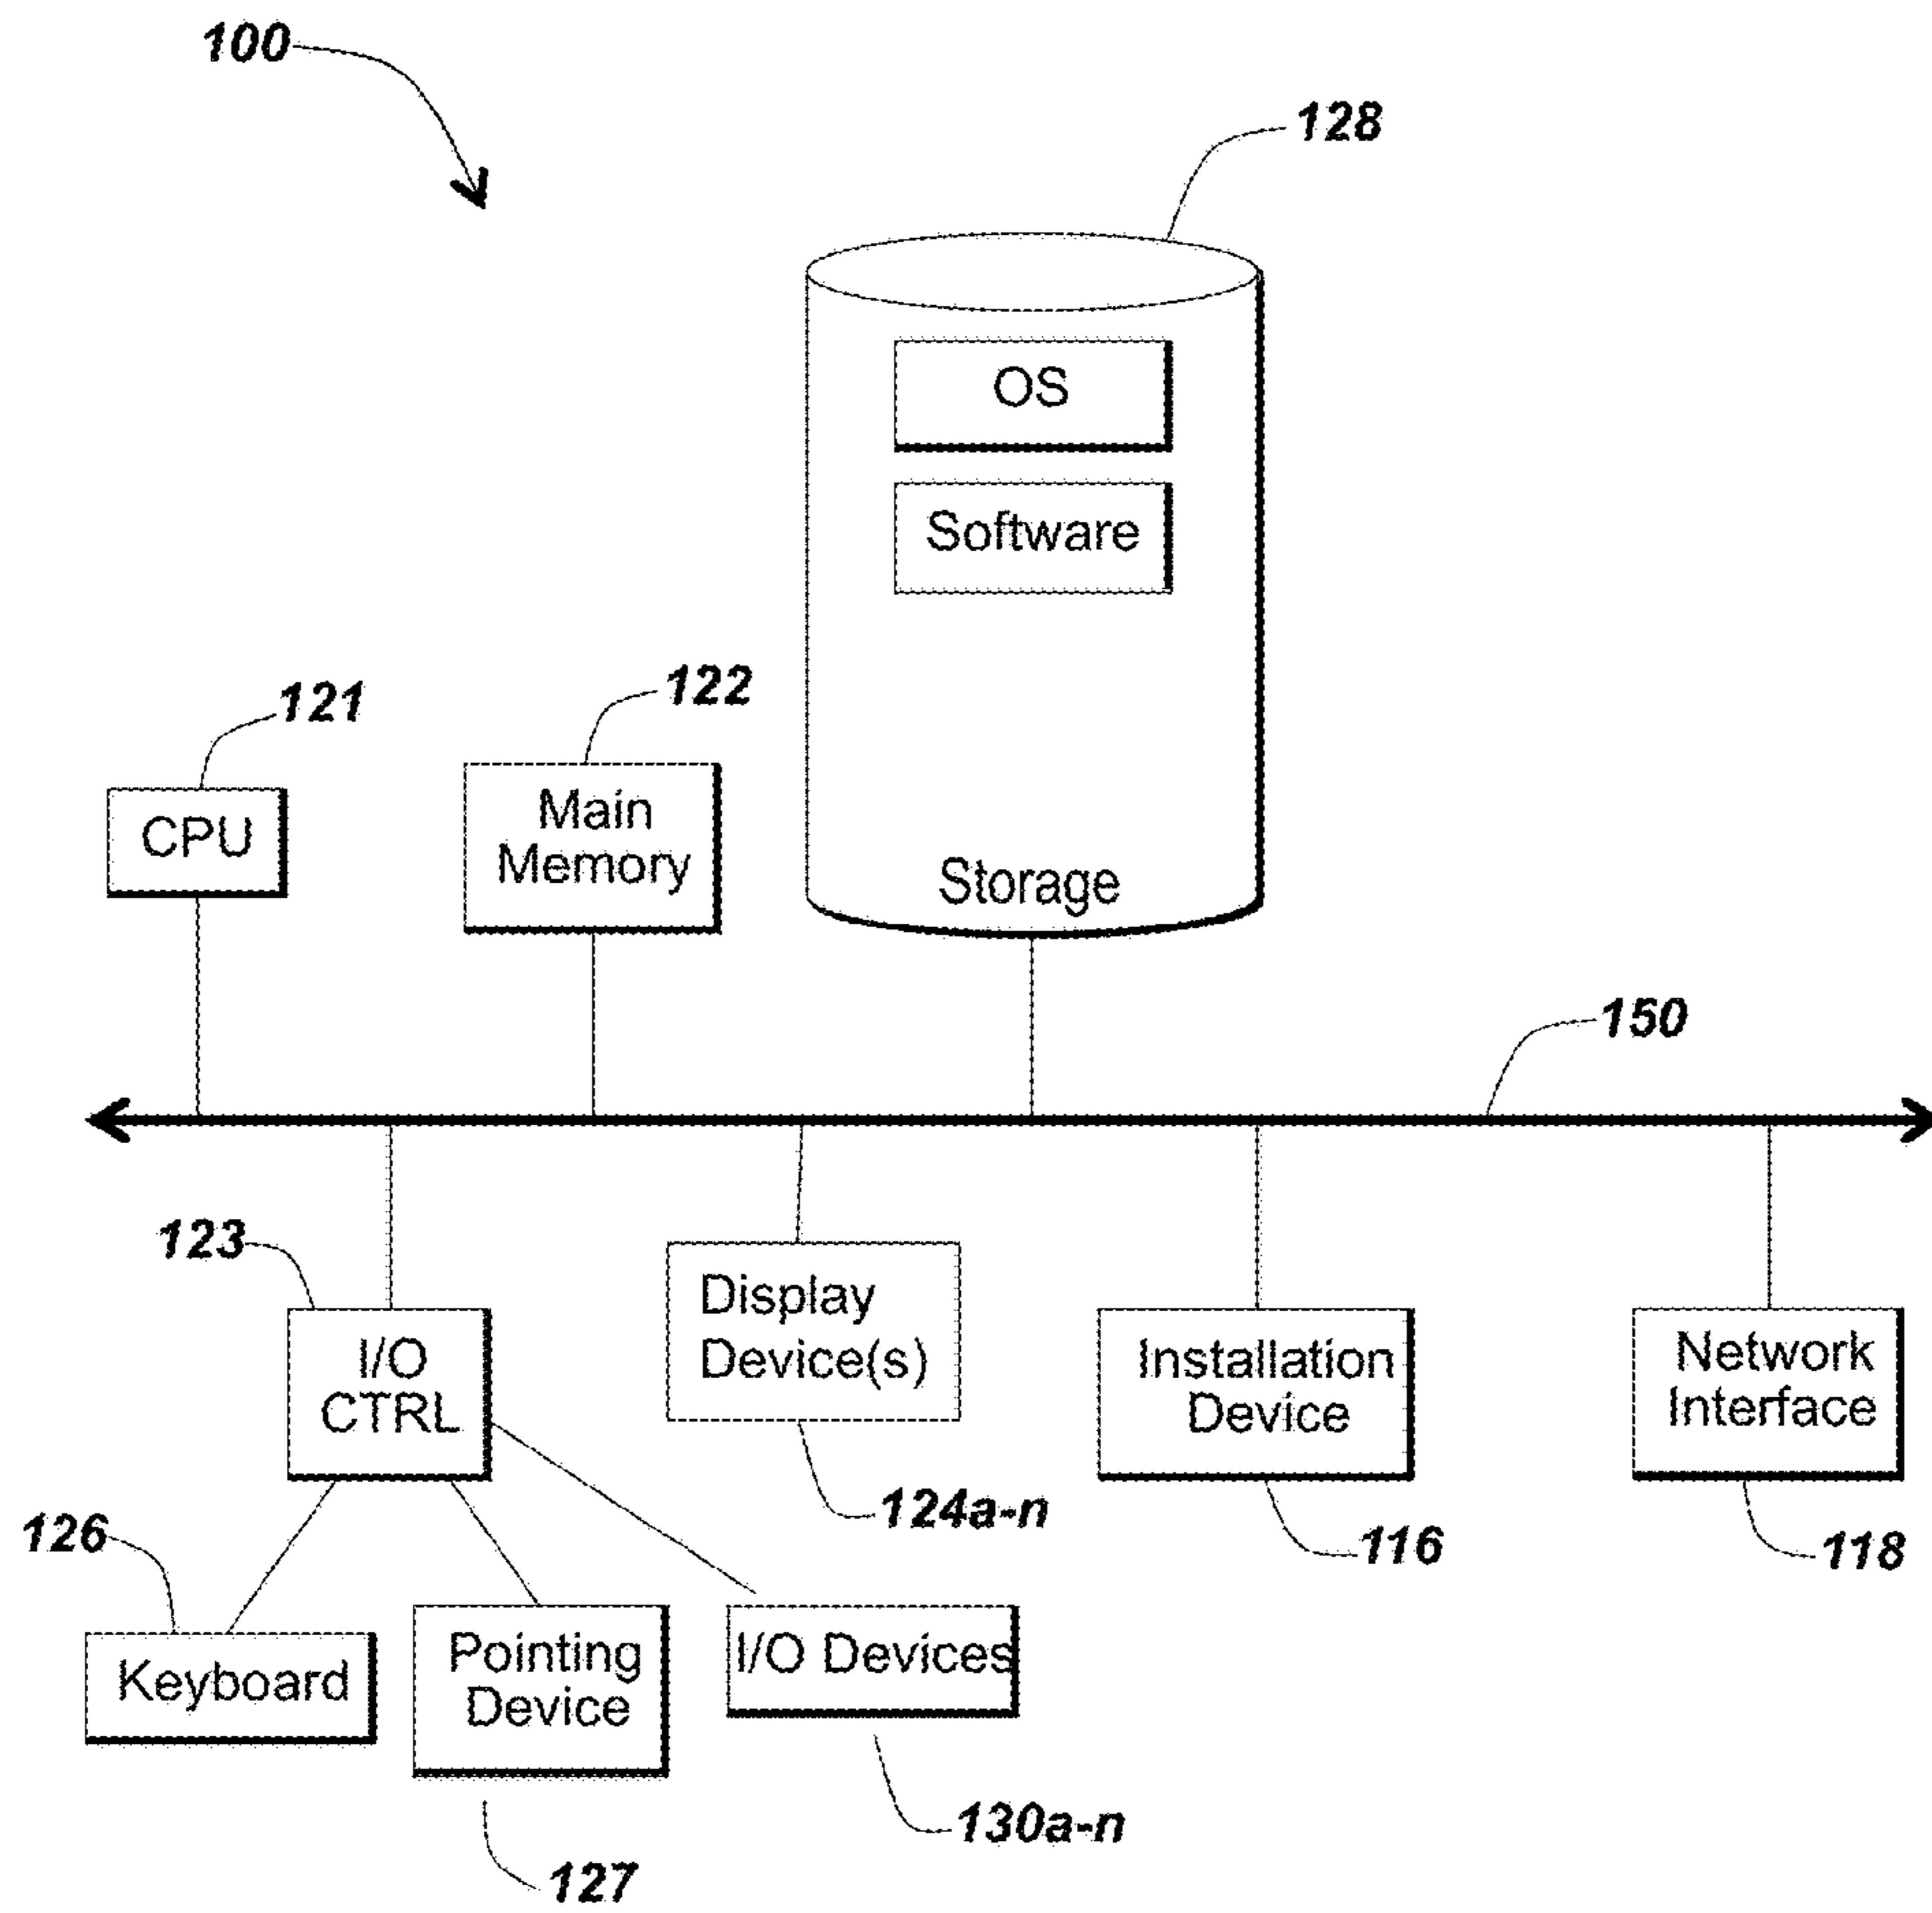 100
128
OS
Software
121
122
CPU
Main
Memory
Storage
150
123
I/O
CTRL
Display
Device(s)
Installation
Device
Network
Interface
124a-n
116
118
126
Keyboard
Pointing
Device
I/O Devices
130a-n
127